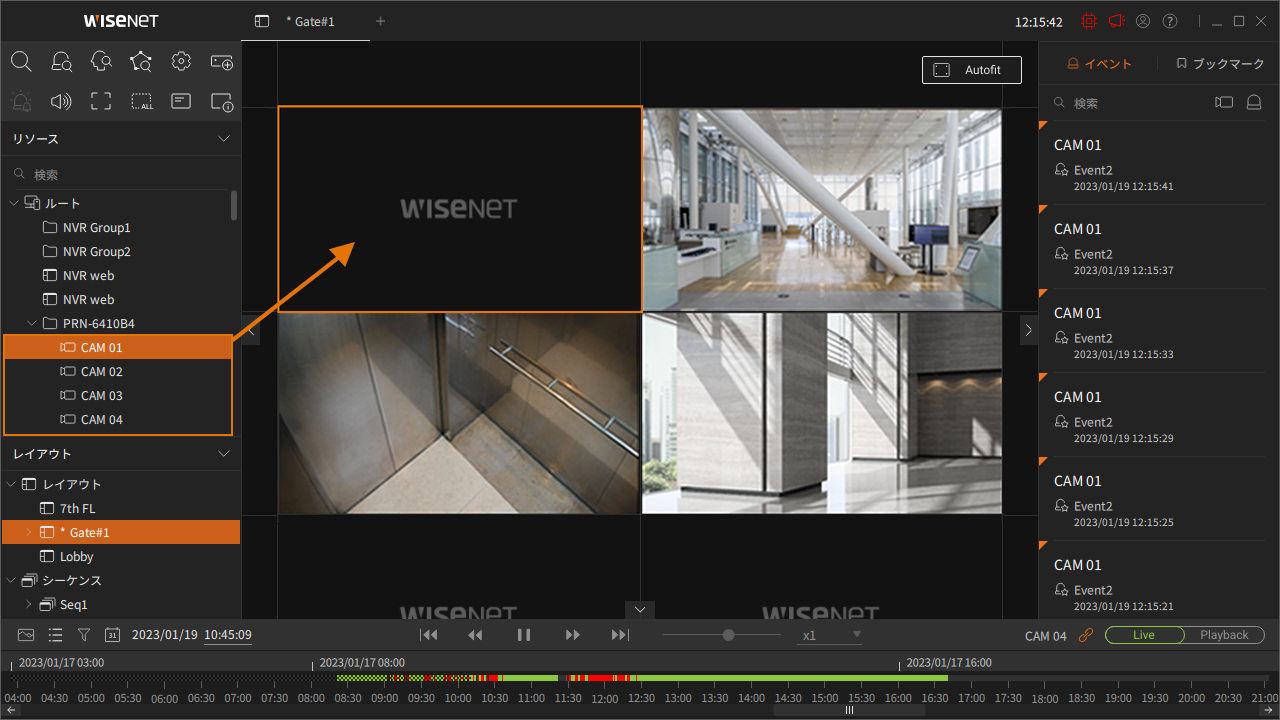 WISENET
* Gate#1
12:15:42
Autofit
ALL
リソース
検索
ルート
NVR Group1
NVR Group2
NVR web
NVR web
PRN-6410B4
CAM 01
CAM 02
CAM 03
CAM 04
レイアウト
レイアウト
7th FL
* Gate#1
Lobby
シーケンス
Seq1
WISENET
WISENET
WISENET
イベント
ブックマーク
検索
CAM 01
Event2
2023/01/19 12:15:41
CAM 01
Event2
2023/01/19 12:15:37
CAM 01
Event2
2023/01/19 12:15:33
CAM 01
Event2
2023/01/19 12:15:29
CAM 01
Event2
2023/01/19 12:15:25
CAM 01
Event2
2023/01/19 12:15:21
31
2023/01/19 10:45:09
x1
CAM 04
Live
Playback
2023/01/17 03:00
2023/01/17 08:00
2023/01/17 16:00
04:00 04:30 05:00 05:30 06:00 06:30 07:00 07:30 08:00 08:30 09:00 09:30 10:00 10:30 11:00 11:30 12:00 12:30 13:00 13:30 14:00 14:30 15:00 15:30 16:00 16:30 17:00 17:30 18:00 18:30 19:00 19:30 20:00 20:30 21:00